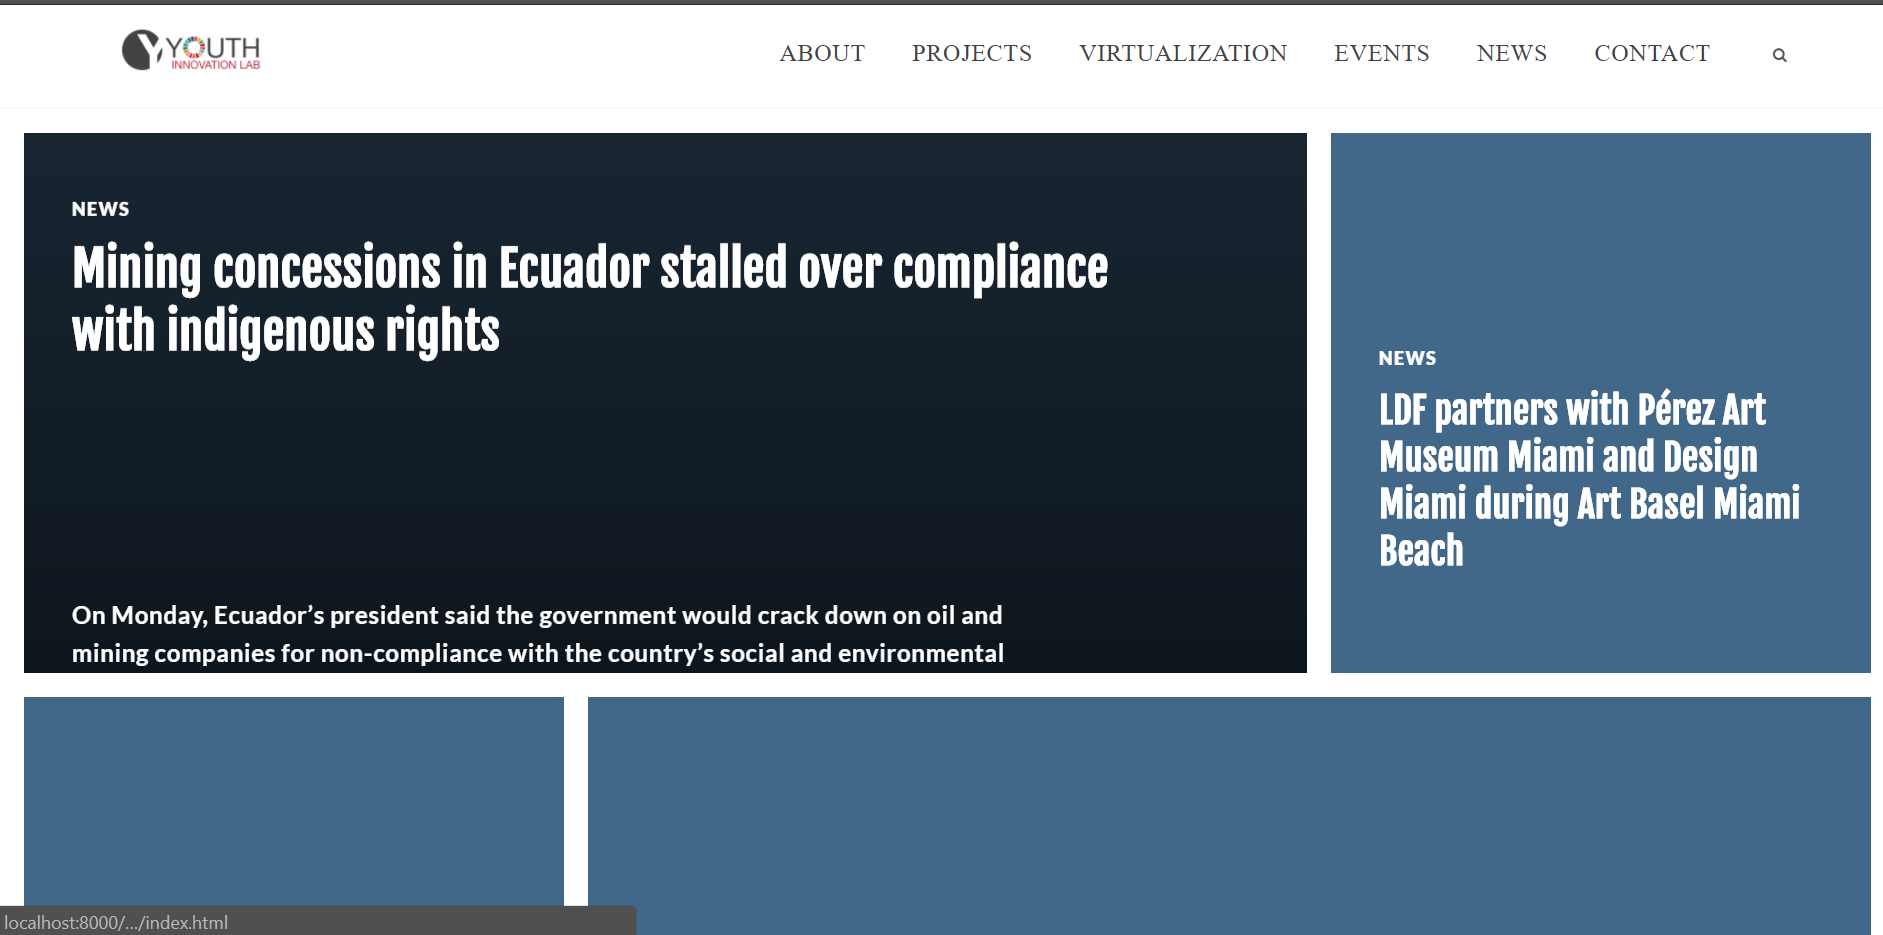 YOUTH
INNOVATION LAB
ABOUT PROJECTS VIRTUALIZATION EVENTS NEWS CONTACT
NEWS
Mining concessions in Ecuador stalled over compliance
with indigenous rights
On Monday, Ecuador’s president said the government would crack down on oil and
mining companies for non-compliance with the country’s social and environmental
NEWS
LDF partners with Pérez Art
Museum Miami and Design
Miami during Art Basel Miami
Beach
localhost:8000/.../index.html